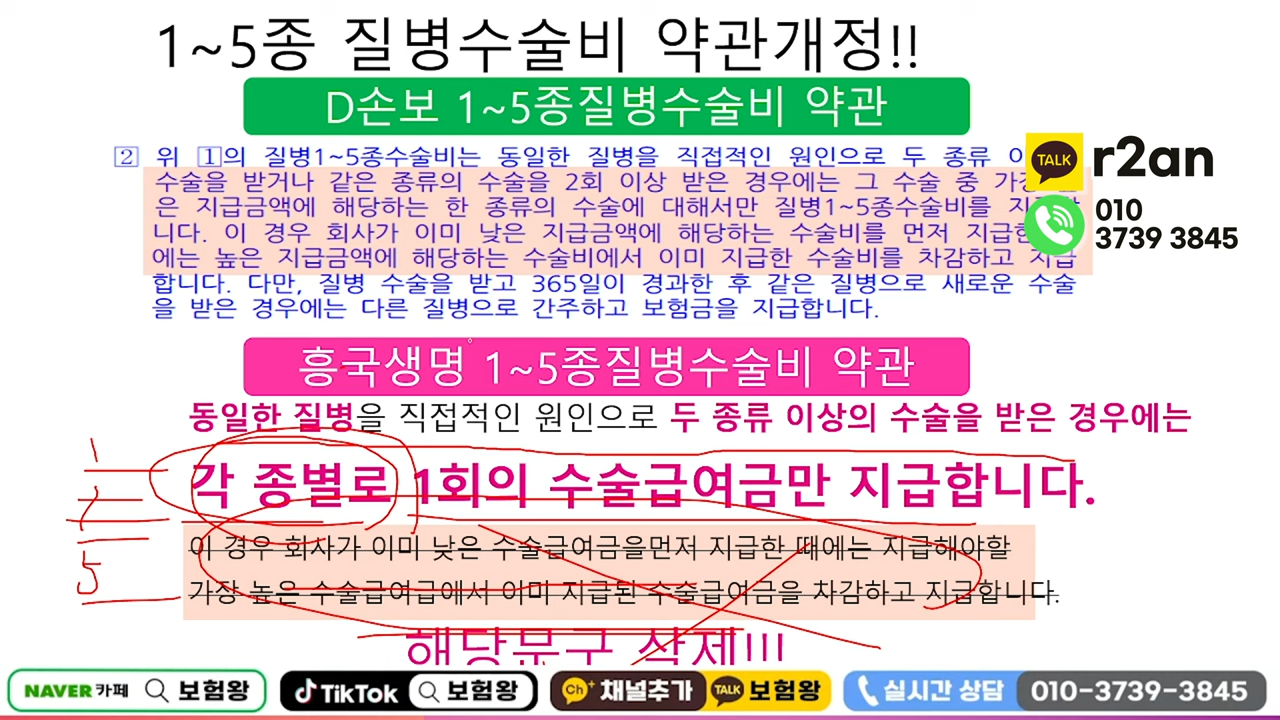 1~5종 질병수술비 약관개정!!
D손보 1~5종질병수술비 약관
② 위 ①의 질병1~5종수술비는 동일한 질병을 직접적인 원인으로 두 종류 이
수술을 받거나 같은 종류의 수술을 2회 이상 받은 경우에는 그 수술 중
은 지급금액에 해당하는 한 종류의 수술에 대해서만 질병1~5종수술비를
니다. 이 경우 회사가 이미 낮은 지급금액에 해당하는 수술비를 먼저 지급한
에는 높은 지급금액에 해당하는 수술비에서 이미 지급한 수술비를 차감하고 지급
합니다. 다만, 질병 수술을 받고 365일이 경과한 후 같은 질병으로 새로운 수술
을 받은 경우에는 다른 질병으로 간주하고 보험금을 지급합니다.
TALK r2an
010
3739 3845
흥국생명 1~5종질병수술비 약관
동일한 질병을 직접적인 원인으로 두 종류 이상의 수술을 받은 경우에는
각 종별로 1회의 수술급여금만 지급합니다.
이 경우 회사가 이미 낮은 수술급여금을먼저 지급한 때에는 지급해야할
가장 높은 수술급여급에서 이미 지급된 수술급여금을 차감하고 지급합니다.
5
해당문구 삭제!!!
NAVER 카페 보험왕 TikTok 보험왕 Ch+ 채널추가 TALK 보험왕 실시간 상담 010-3739-3845